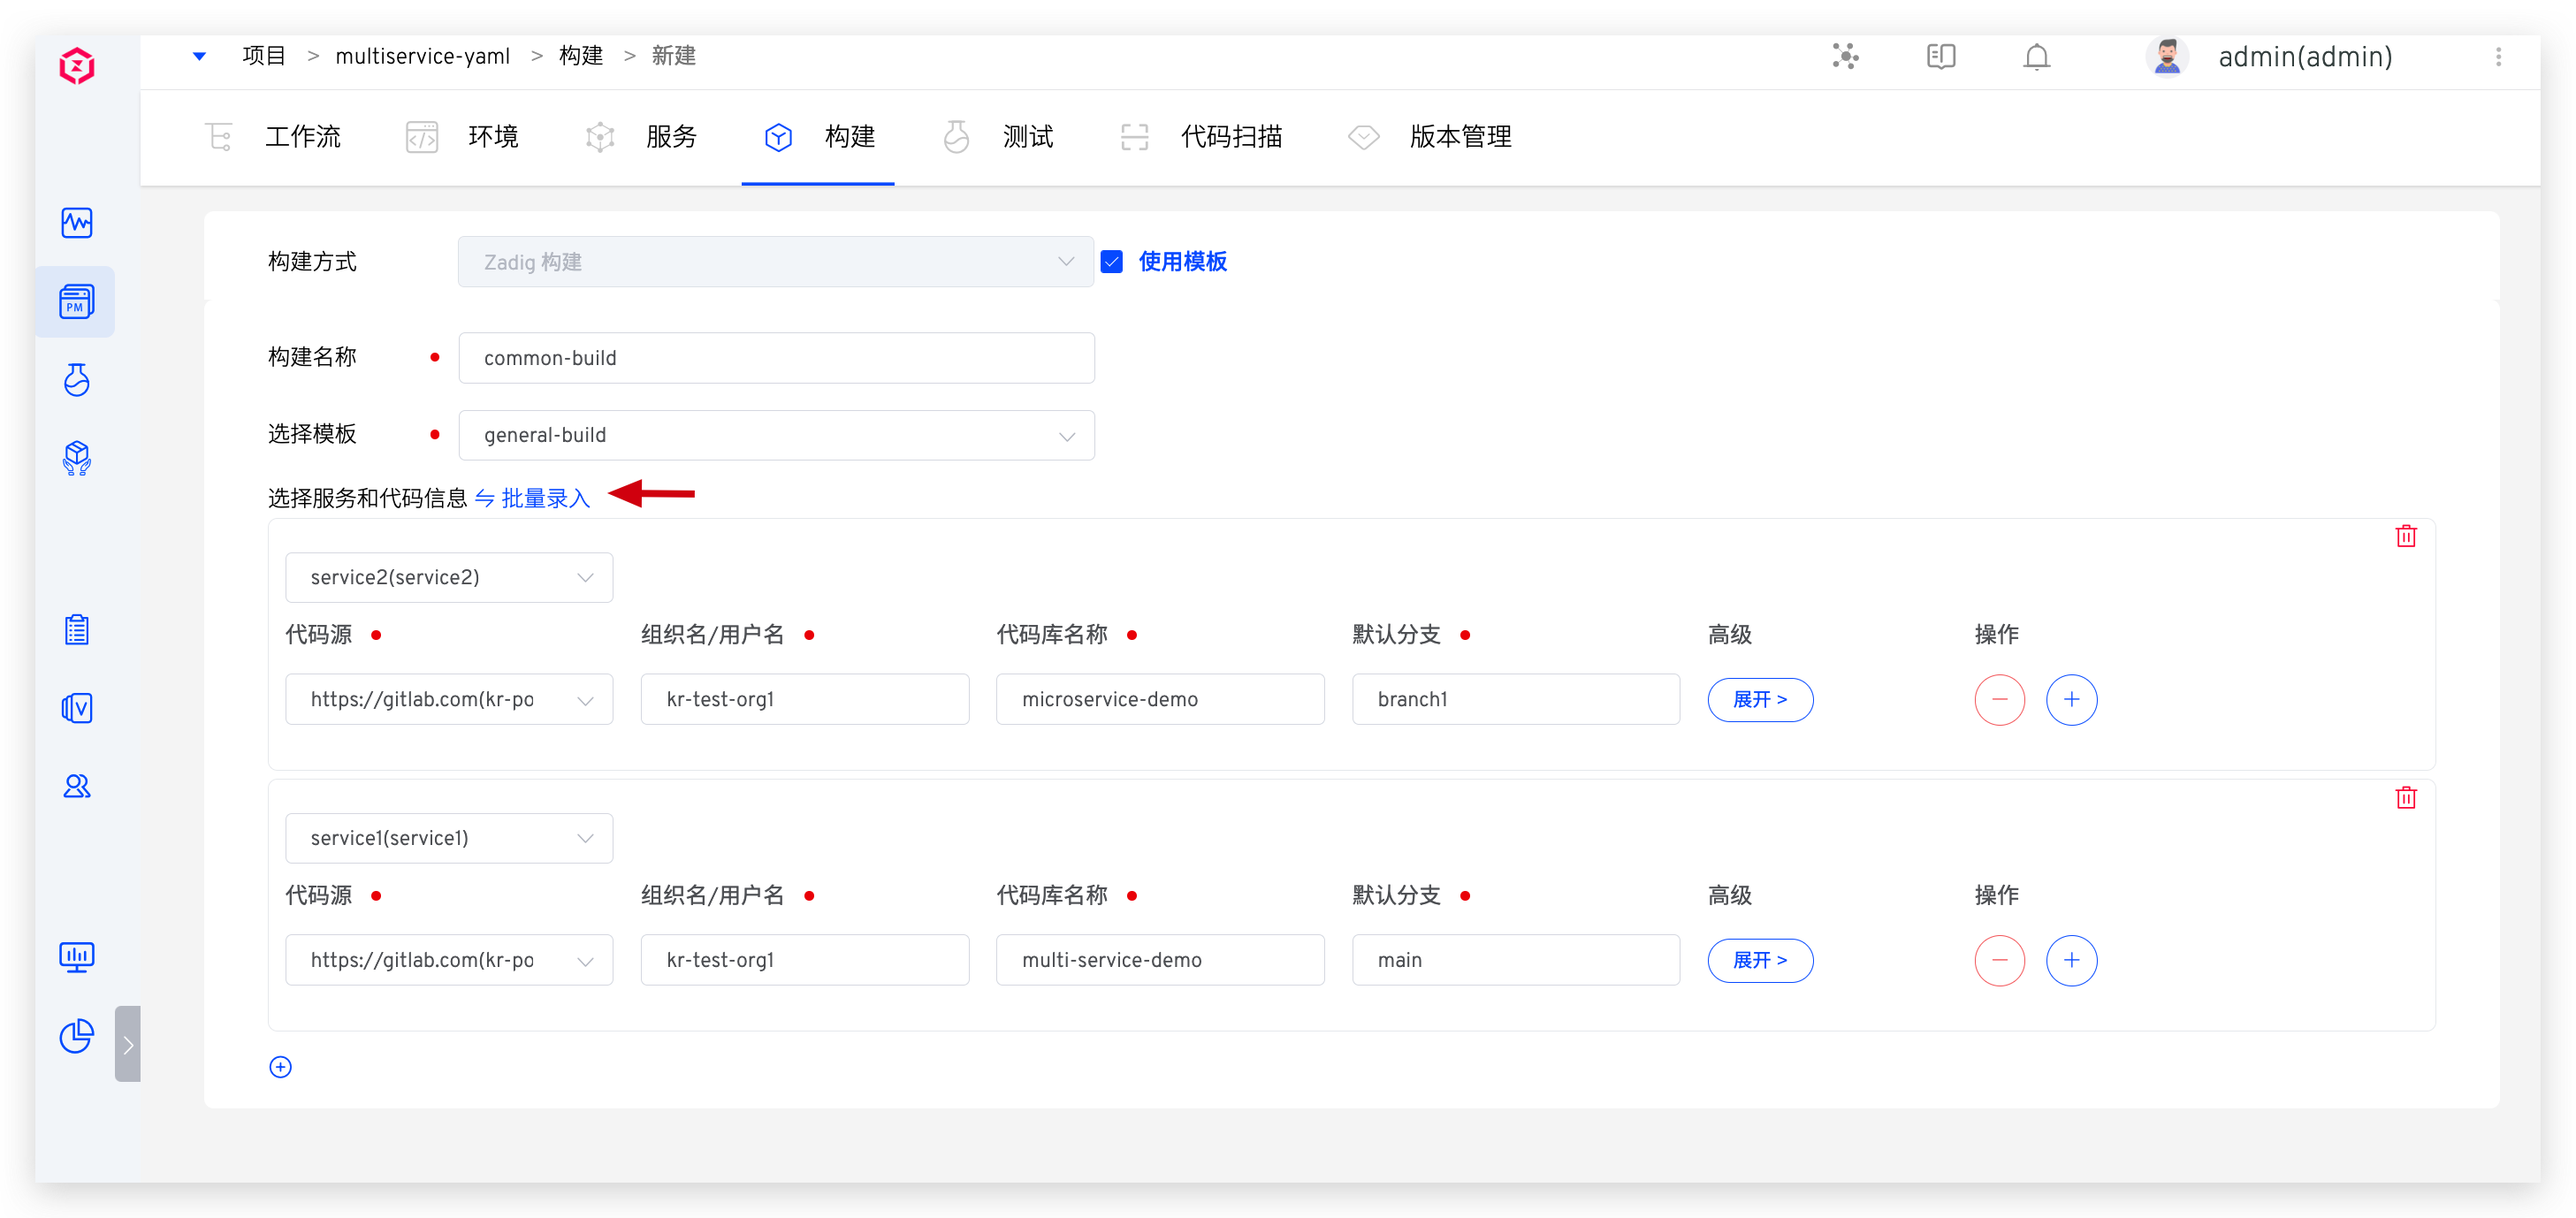 项目 > multiservice-yaml > 构建 > 新建
admin(admin)
工作流 环境 服务 构建 测试 代码扫描 版本管理
PM
V
构建方式 Zadig 构建 使用模板
构建名称 common-build
选择模板 general-build
选择服务和代码信息 批量录入
service2(service2)
代码源 组织名/用户名 代码库名称 默认分支 高级 操作
https://gitlab.com(kr-po kr-test-org1 microservice-demo branch1 展开 >
service1(service1)
代码源 组织名/用户名 代码库名称 默认分支 高级 操作
https://gitlab.com(kr-po kr-test-org1 multi-service-demo main 展开 >